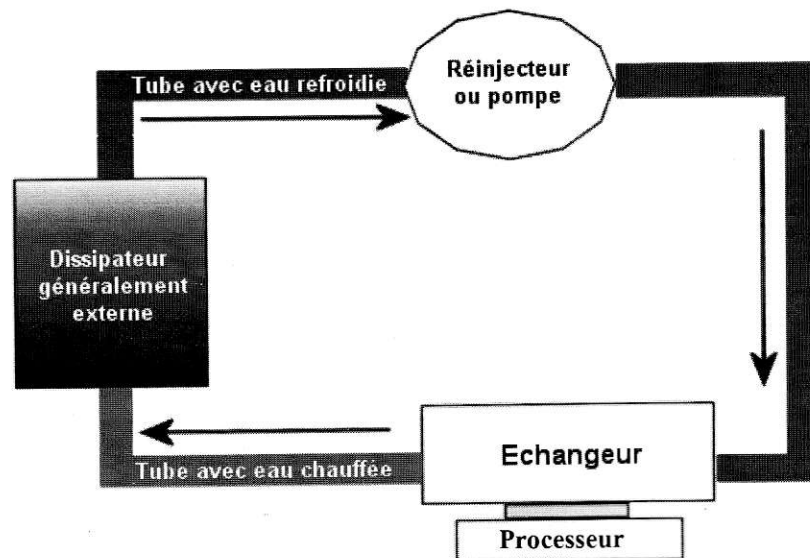 Tube avec eau refroidie
Réinjecteur
ou pompe
Dissipateur
généralement
externe
Tube avec eau chauffée
Echangeur
Processeur